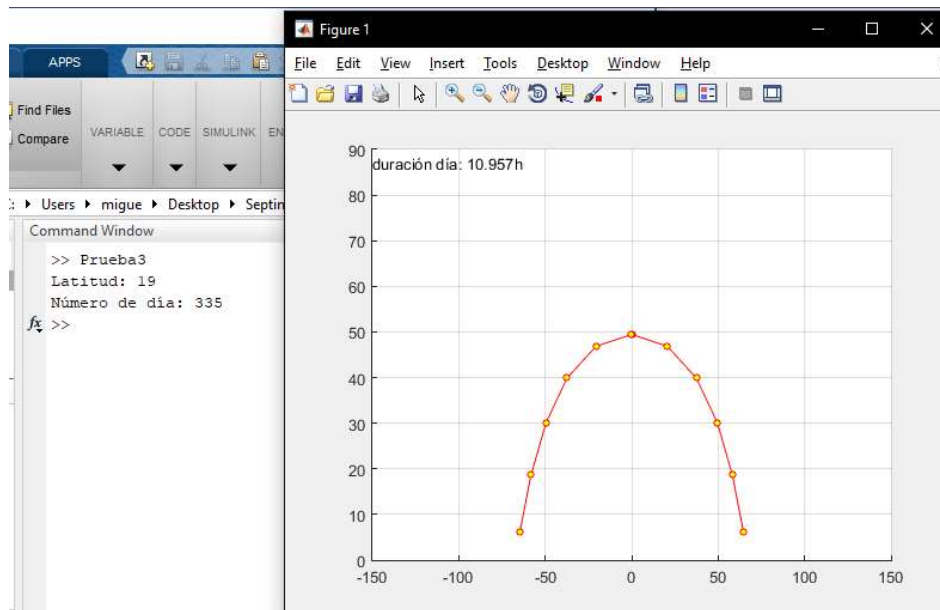 APPS
Find Files
Compare
VARIABLE
CODE
SIMULINK
EN
Users ▸ migue ▸ Desktop ▸ Septin
Command Window
>> Prueba3
Latitud: 19
Número de día: 335
fx >>
Figure 1
File Edit View Insert Tools Desktop Window Help
duración día: 10.957h
90
80
70
60
50
40
30
20
10
0
-150 -100 -50 0 50 100 150